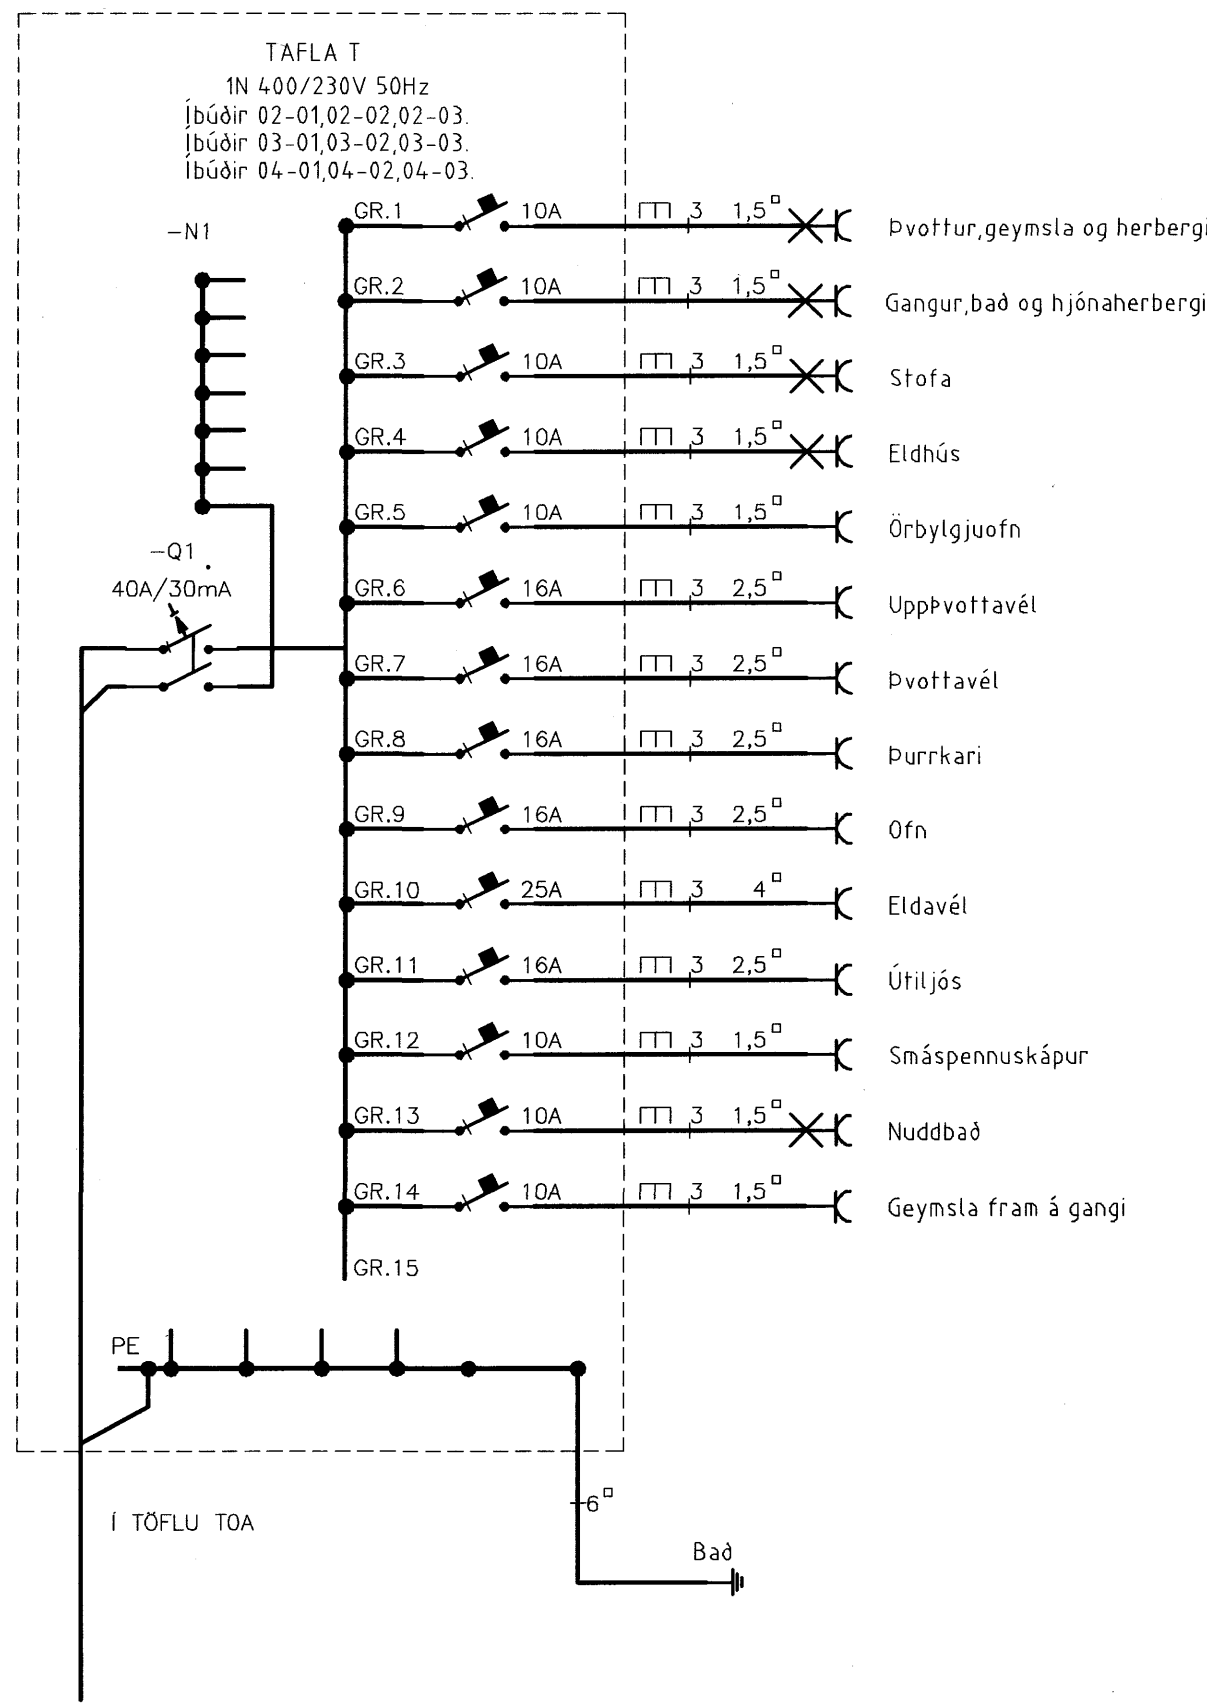 TAFLA T
1N 400/230V 50Hz
Íbúðir 02-01,02-02,02-03.
Íbúðir 03-01,03-02,03-03.
Íbúðir 04-01,04-02,04-03.
GR.1 10A 3 1,5□ Þvottur,geymsla og herbergi
-N1
GR.2 10A 3 1,5□ Gangur,bað og hjónaherbergi
GR.3 10A 3 1,5□ Stofa
GR.4 10A 3 1,5□ Eldhús
GR.5 10A 3 1,5□ Örbylgjuofn
-Q1
40A/30mA
GR.6 16A 3 2,5□ Uppþvottavél
GR.7 16A 3 2,5□ Þvottavél
GR.8 16A 3 2,5□ Þurrkari
GR.9 16A 3 2,5□ Ofn
GR.10 25A 3 4□ Eldavél
GR.11 16A 3 2,5□ Útiljós
GR.12 10A 3 1,5□ Smáspennuskápur
GR.13 10A 3 1,5□ Nuddbað
GR.14 10A 3 1,5□ Geymsla fram á gangi
GR.15
PE
6□
Í TÖFLU T0A
Bað